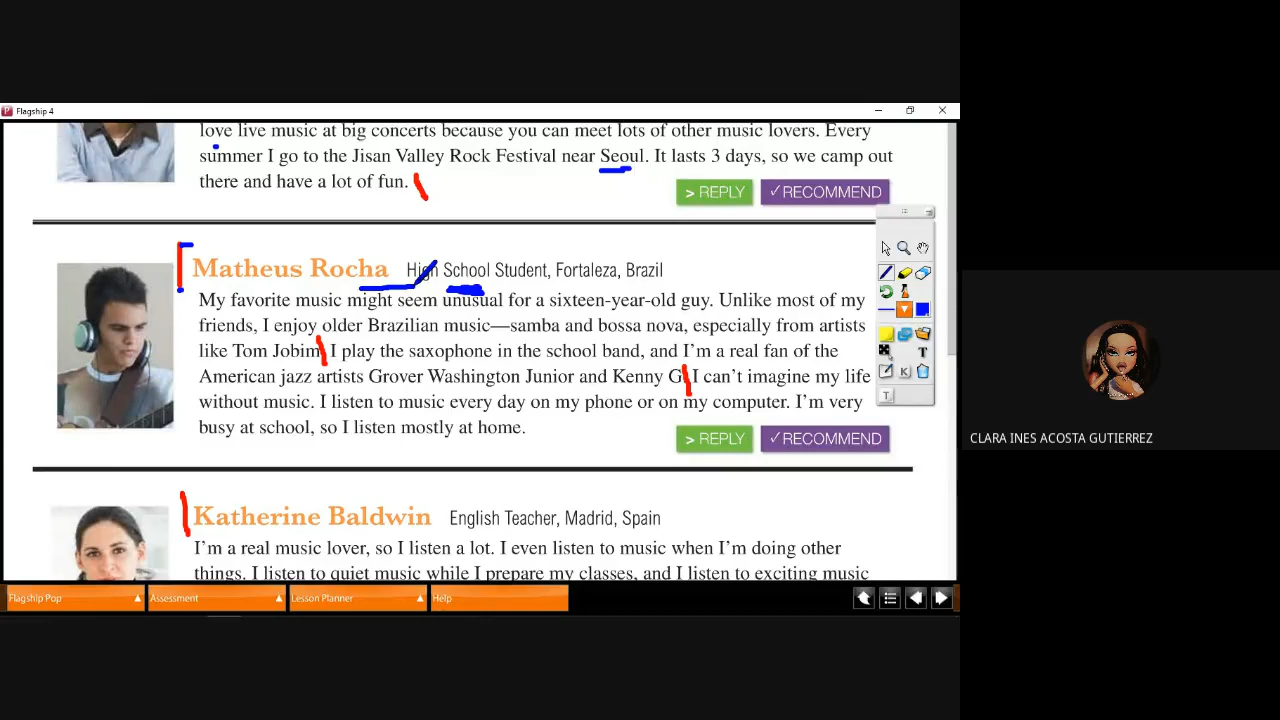 Flagship 4
love live music at big concerts because you can meet lots of other music lovers. Every
summer I go to the Jisan Valley Rock Festival near Seoul. It lasts 3 days, so we camp out
there and have a lot of fun.
> REPLY
✓RECOMMEND
Matheus Rocha High School Student, Fortaleza, Brazil
My favorite music might seem unusual for a sixteen-year-old guy. Unlike most of my
friends, I enjoy older Brazilian music—samba and bossa nova, especially from artists
like Tom Jobim. I play the saxophone in the school band, and I'm a real fan of the
American jazz artists Grover Washington Junior and Kenny G. I can't imagine my life
without music. I listen to music every day on my phone or on my computer. I'm very
busy at school, so I listen mostly at home.
> REPLY
✓RECOMMEND
Katherine Baldwin English Teacher, Madrid, Spain
I'm a real music lover, so I listen a lot. I even listen to music when I'm doing other
things. I listen to quiet music while I prepare my classes, and I listen to exciting music
Flagship Pop
Assessment
Lesson Planner
Help
T
K
T
CLARA INES ACOSTA GUTIERREZ